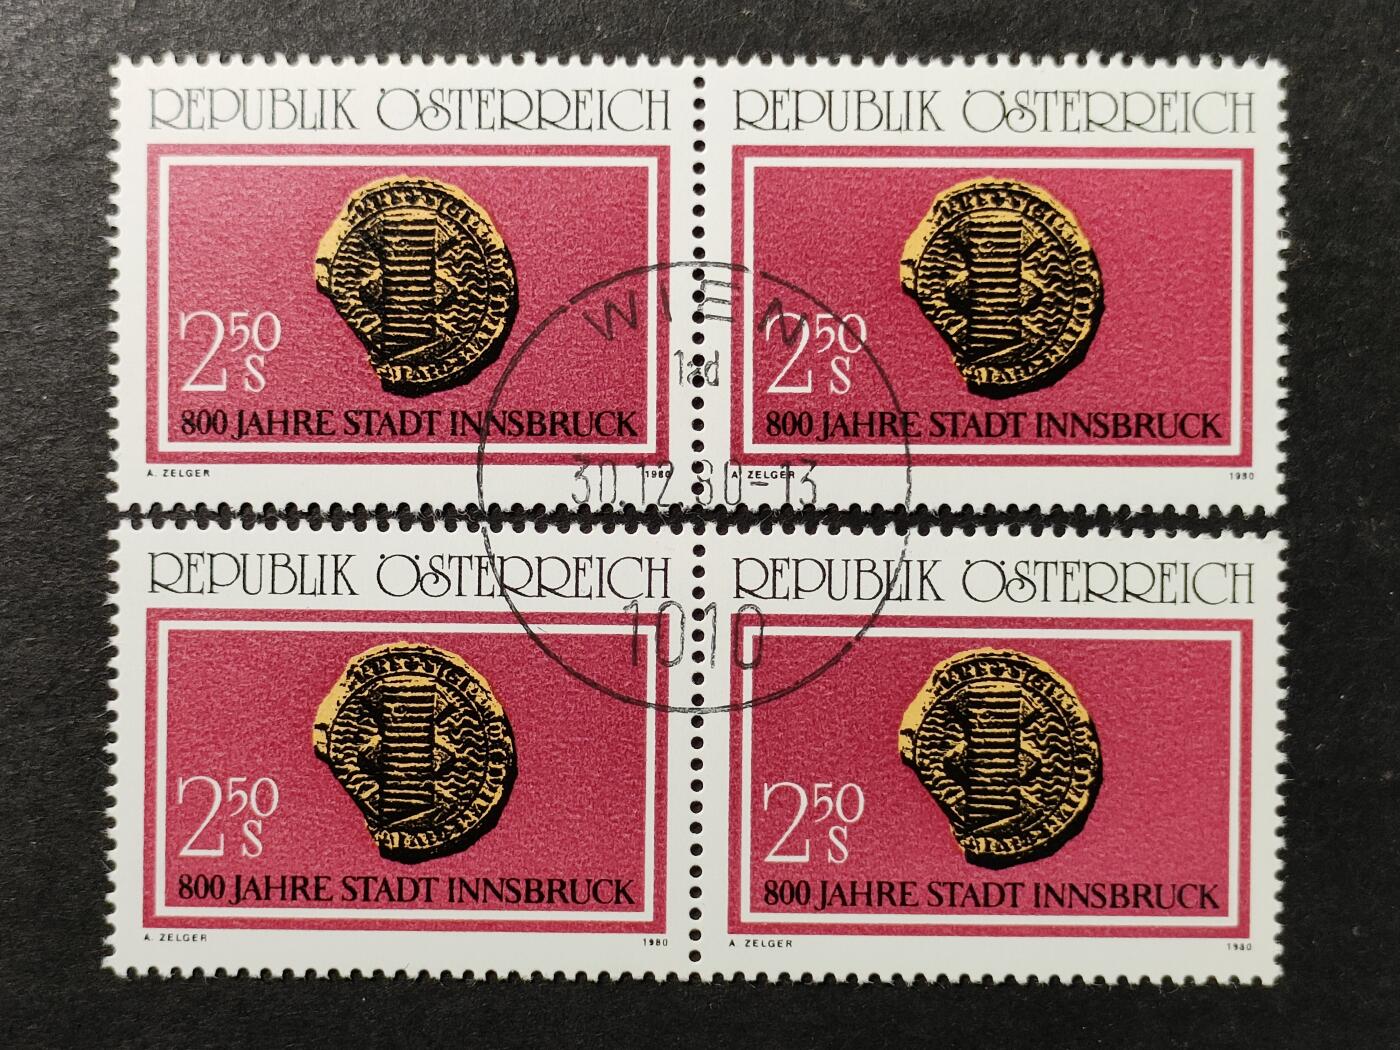 REPUBLIK ÖSTERREICH
2.50 S
800 JAHRE STADT INNSBRUCK
A. ZELGER 1980
REPUBLIK ÖSTERREICH
2.50 S
800 JAHRE STADT INNSBRUCK
A. ZELGER 1980
WIEN
1ad
30.12.80-13
1010
REPUBLIK ÖSTERREICH
2.50 S
800 JAHRE STADT INNSBRUCK
A. ZELGER 1980
REPUBLIK ÖSTERREICH
2.50 S
800 JAHRE STADT INNSBRUCK
A. ZELGER 1980